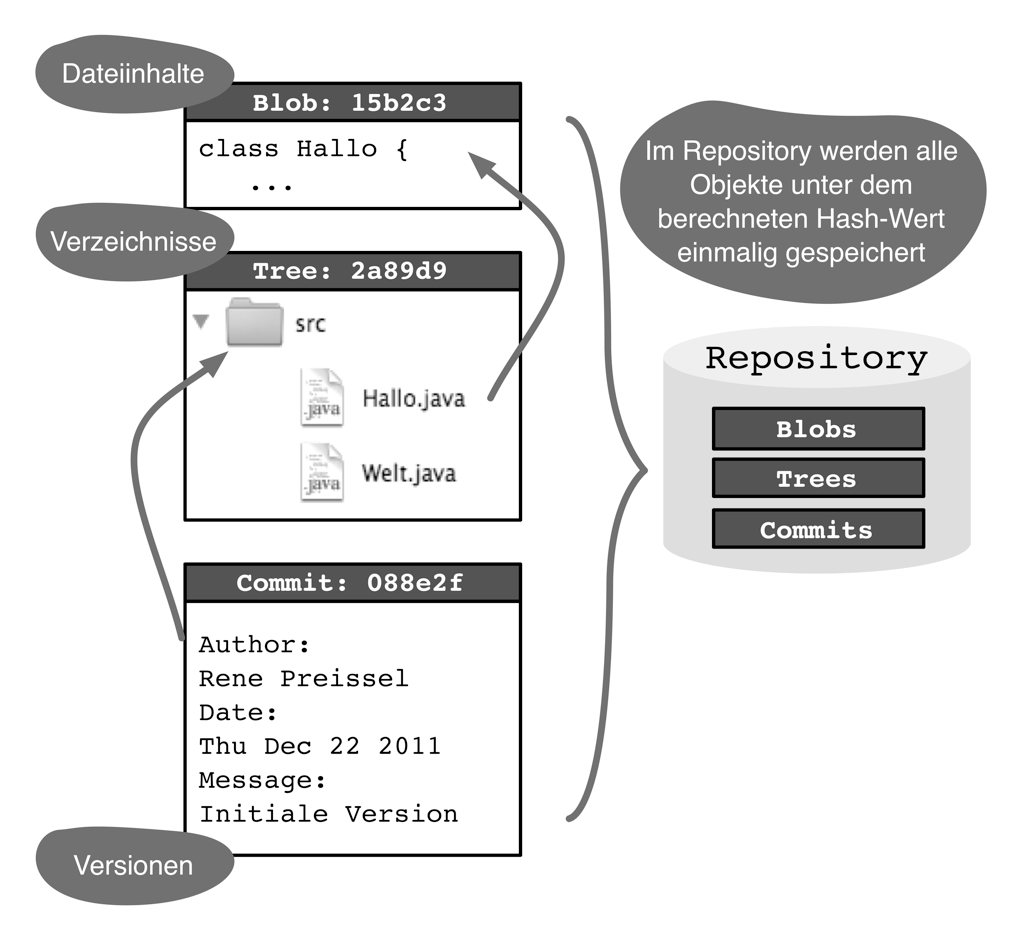 Dateiinhalte
Blob: 15b2c3
class Hallo {
...
Verzeichnisse
Tree: 2a89d9
src
.java
Hallo.java
.java
Welt.java
Commit: 088e2f
Author:
Rene Preissel
Date:
Thu Dec 22 2011
Message:
Initiale Version
Versionen
Im Repository werden alle
Objekte unter dem
berechneten Hash-Wert
einmalig gespeichert
Repository
Blobs
Trees
Commits